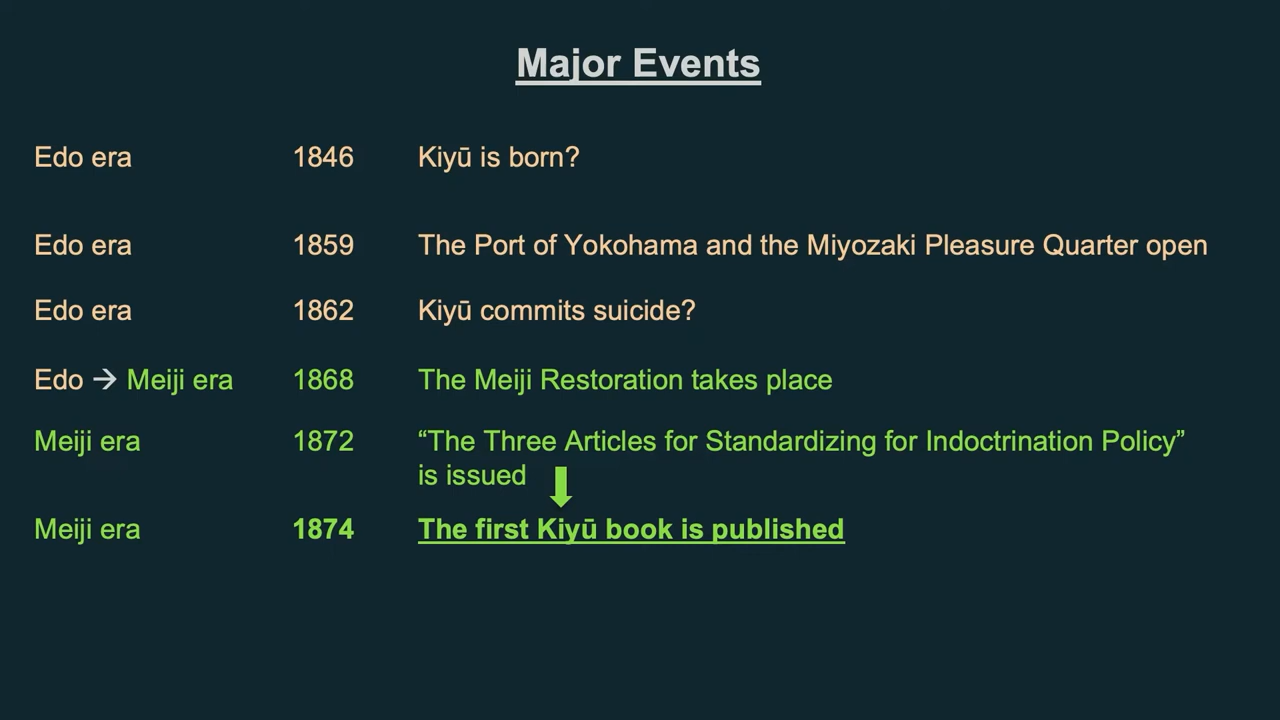 Major Events
Edo era 1846 Kiyū is born?
Edo era 1859 The Port of Yokohama and the Miyozaki Pleasure Quarter open
Edo era 1862 Kiyū commits suicide?
Edo → Meiji era 1868 The Meiji Restoration takes place
Meiji era 1872 “The Three Articles for Standardizing for Indoctrination Policy”
is issued
Meiji era 1874 The first Kiyū book is published